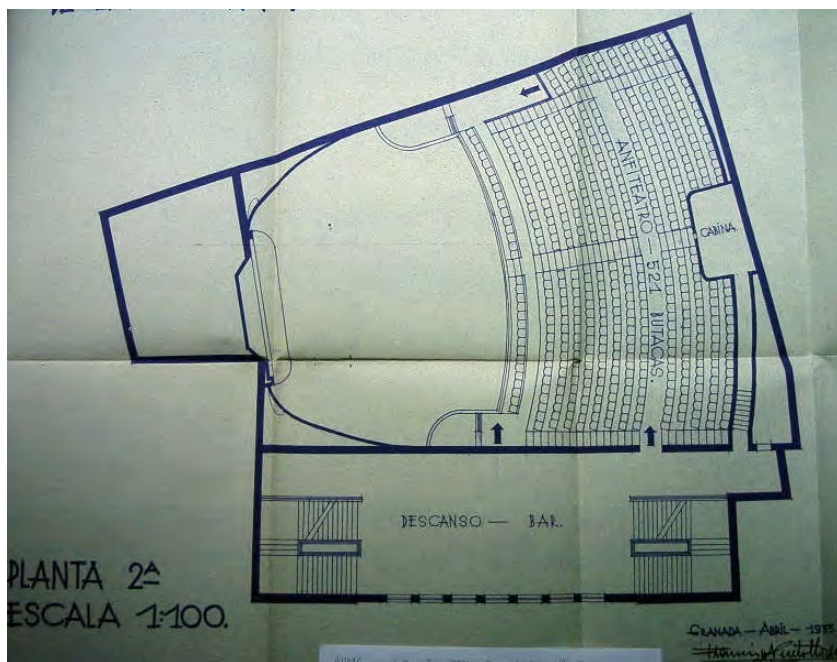 ANFITEATRO — 521 BUTACAS.
CABINA
DESCANSO — BAR.
PLANTA 2ª
ESCALA 1:100.
GRANADA — ABRIL — 1935